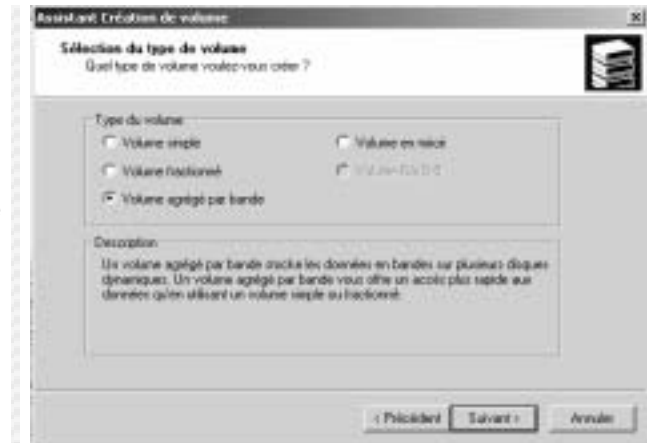 Assistant Création de volume
Sélection du type de volume
Quel type de volume voulez-vous créer ?
Type du volume
Volume simple
Volume en miroir
Volume fractionné
Volume RAID-5
Volume agrégé par bande
Description
Un volume agrégé par bande stocke les données en bandes sur plusieurs disques
dynamiques. Un volume agrégé par bande vous offre un accès plus rapide aux
données qu'en utilisant un volume simple ou fractionné.
< Précédent
Suivant >
Annuler